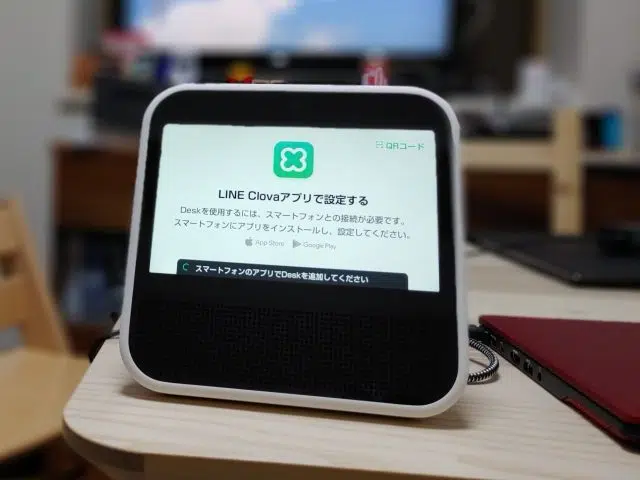 QRコード
LINE Clovaアプリで設定する
Deskを使用するには、スマートフォンとの接続が必要です。
スマートフォンにアプリをインストールし、設定してください。
App Store Google Play
スマートフォンのアプリでDeskを追加してください